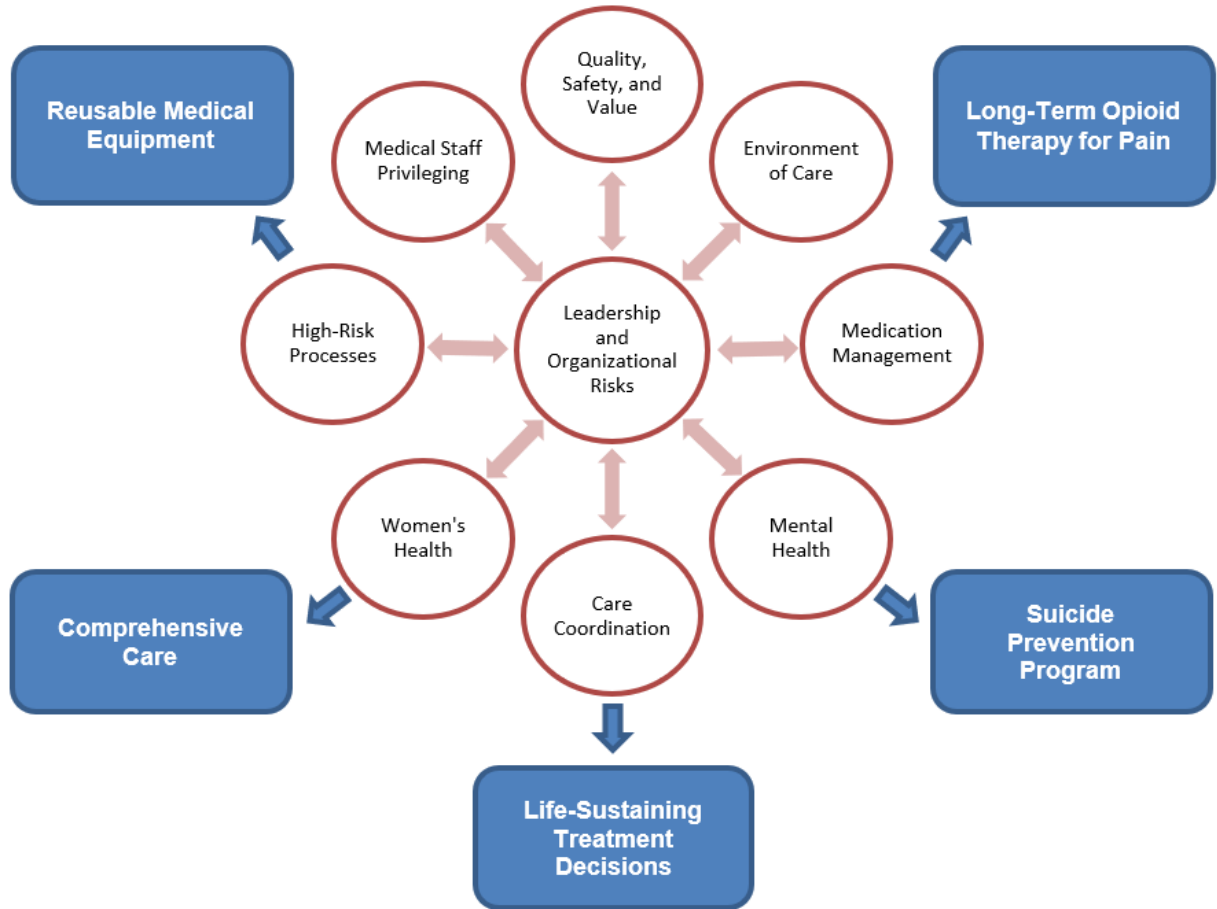 Quality,
Safety, and
Value
Reusable Medical
Equipment
Long-Term Opioid
Therapy for Pain
Medical Staff
Privileging
Environment
of Care
Leadership
and
Organizational
Risks
High-Risk
Processes
Medication
Management
Women's
Health
Mental
Health
Care
Coordination
Comprehensive
Care
Suicide
Prevention
Program
Life-Sustaining
Treatment
Decisions